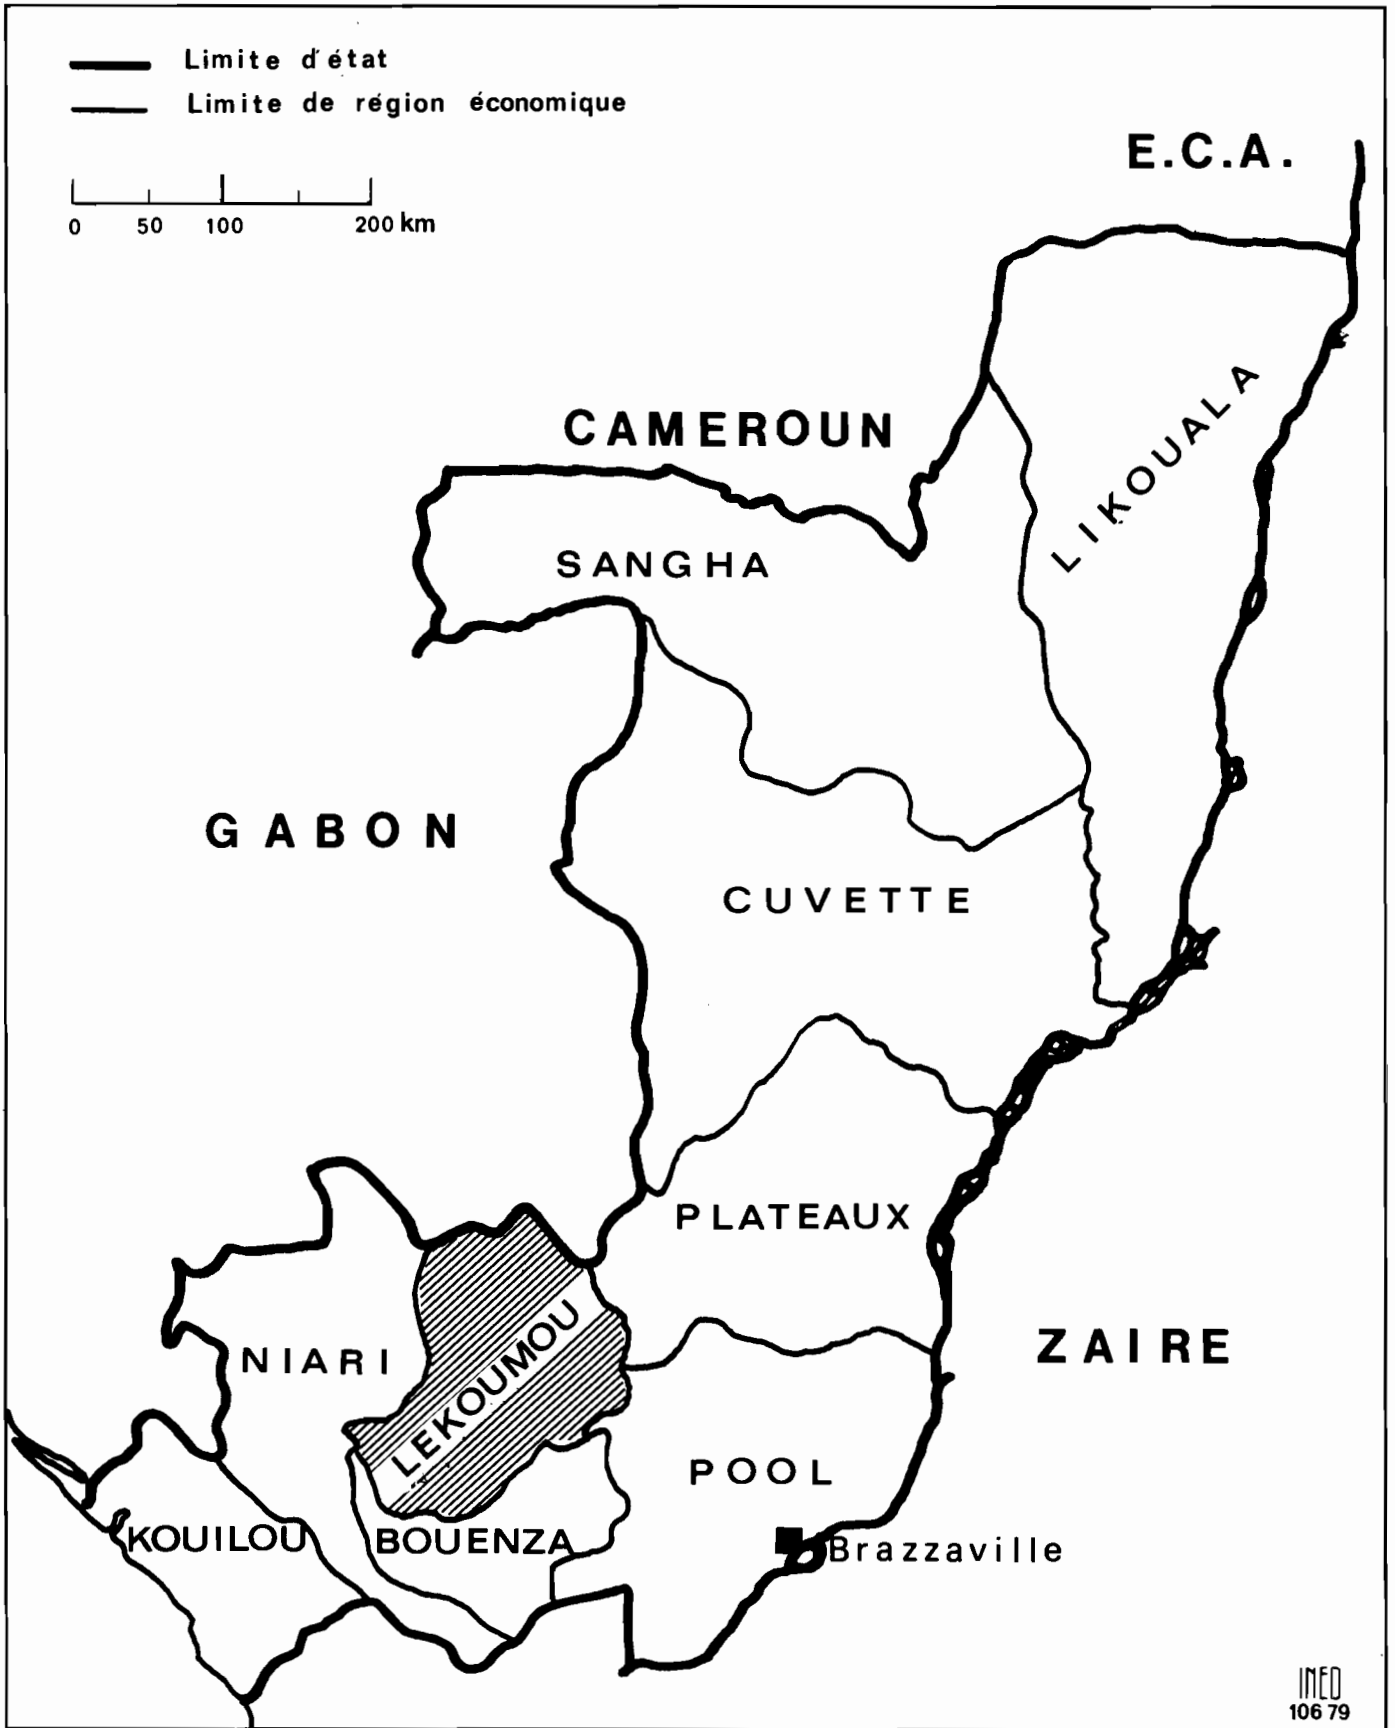 Limite d'état
Limite de région économique
0 50 100 200 km
E.C.A.
CAMEROUN
LIKOUALA
SANGHA
GABON
CUVETTE
PLATEAUX
ZAIRE
NIARI
LEKOUMOU
POOL
KOUILOU
BOUENZA
Brazzaville
INED
106 79